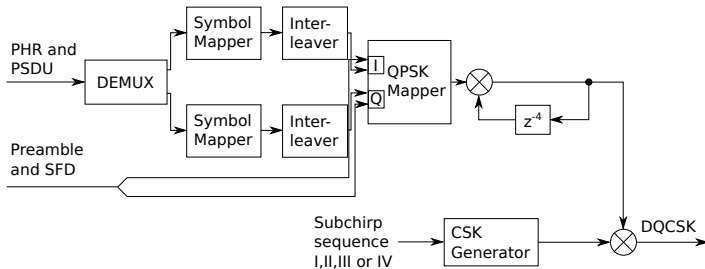 PHR and
PSDU
DEMUX
Symbol
Mapper
Inter-
leaver
Symbol
Mapper
Inter-
leaver
I
Q
QPSK
Mapper
z-4
Preamble
and SFD
Subchirp
sequence
I,II,III or IV
CSK
Generator
DQCSK